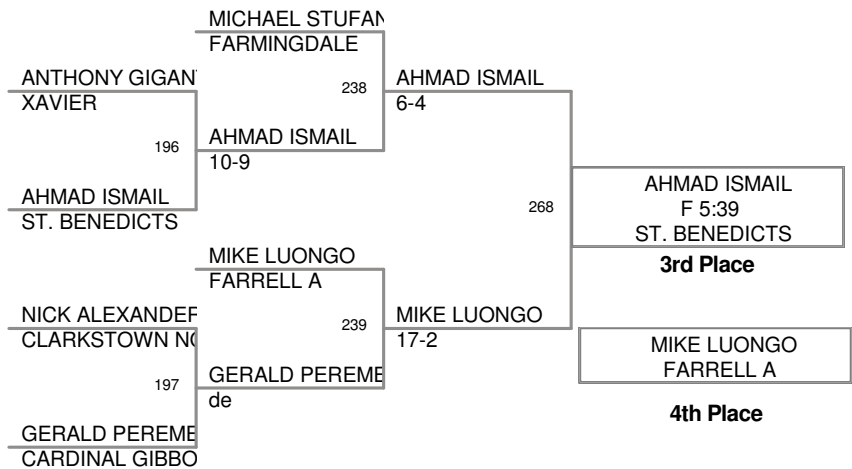 MICHAEL STUFAN
FARMINGDALE
ANTHONY GIGAN
XAVIER
238
AHMAD ISMAIL
6-4
196
AHMAD ISMAIL
10-9
AHMAD ISMAIL
ST. BENEDICTS
268
AHMAD ISMAIL
F 5:39
ST. BENEDICTS
3rd Place
MIKE LUONGO
FARRELL A
NICK ALEXANDER
CLARKSTOWN NO
239
MIKE LUONGO
17-2
MIKE LUONGO
FARRELL A
4th Place
197
GERALD PEREME
de
GERALD PEREME
CARDINAL GIBBO